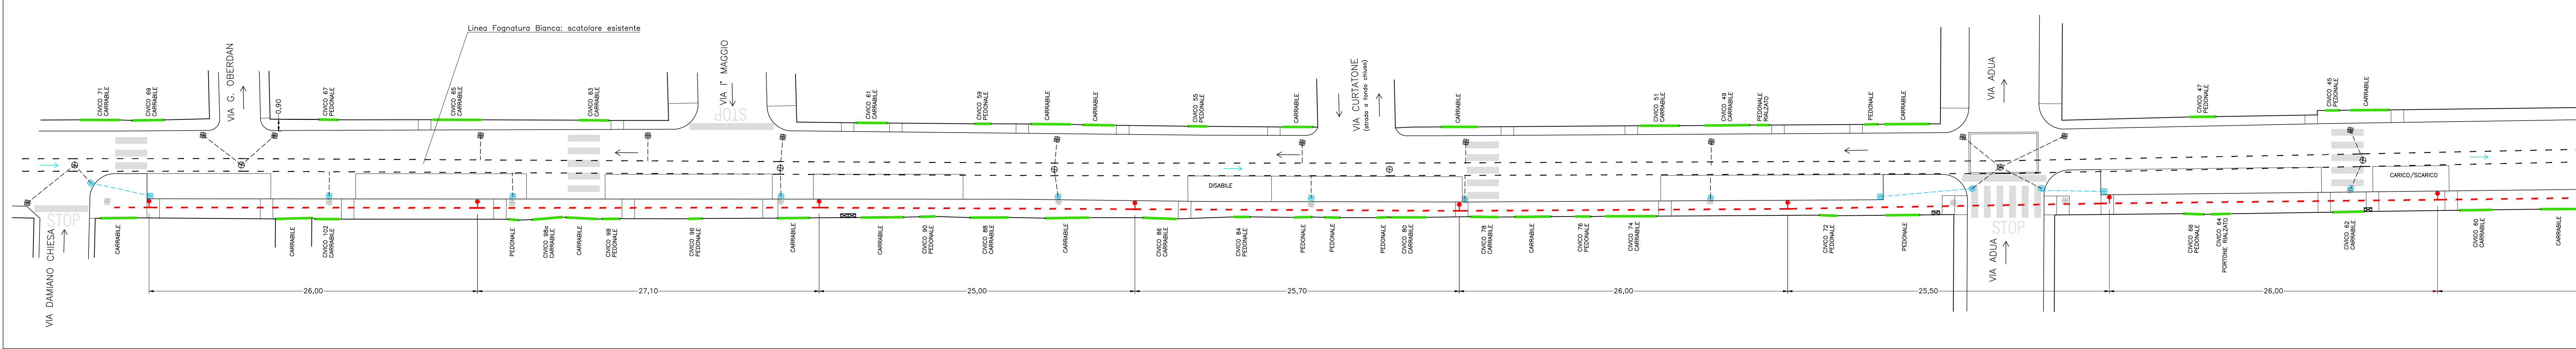 Linea Fognatura Bianca: scatolare esistente
CIVICO 71
CARRABILE
CIVICO 69
CARRABILE
VIA G. OBERDAN
0,90
CIVICO 67
PEDONALE
CIVICO 65
CARRABILE
CIVICO 63
CARRABILE
VIA I° MAGGIO
STOP
CIVICO 61
CARRABILE
CIVICO 59
PEDONALE
CARRABILE
CARRABILE
CIVICO 55
PEDONALE
CARRABILE
VIA CURTATONE
(strada a fondo chiuso)
CARRABILE
CIVICO 51
CARRABILE
CIVICO 49
CARRABILE
PEDONALE
RIALZATO
PEDONALE
CARRABILE
VIA ADUA
CIVICO 47
PEDONALE
CIVICO 45
PEDONALE
CARRABILE
DISABILE
CARICO/SCARICO
STOP
STOP
VIA DAMIANO CHIESA
CARRABILE
CARRABILE
CIVICO 102
CARRABILE
PEDONALE
CIVICO 98a
CARRABILE
CARRABILE
CIVICO 98
PEDONALE
CIVICO 96
PEDONALE
CARRABILE
CARRABILE
CIVICO 90
PEDONALE
CIVICO 88
CARRABILE
CARRABILE
CIVICO 86
CARRABILE
CIVICO 84
PEDONALE
PEDONALE
PEDONALE
PEDONALE
CIVICO 80
CARRABILE
CIVICO 78
CARRABILE
CARRABILE
CIVICO 76
PEDONALE
CIVICO 74
CARRABILE
CIVICO 72
PEDONALE
PEDONALE
VIA ADUA
CIVICO 66
PEDONALE
CIVICO 64
PORTONE RIALZATO
CIVICO 62
CARRABILE
CIVICO 60
CARRABILE
CARRABILE
26,00
27,10
25,00
25,70
26,00
25,50
26,00